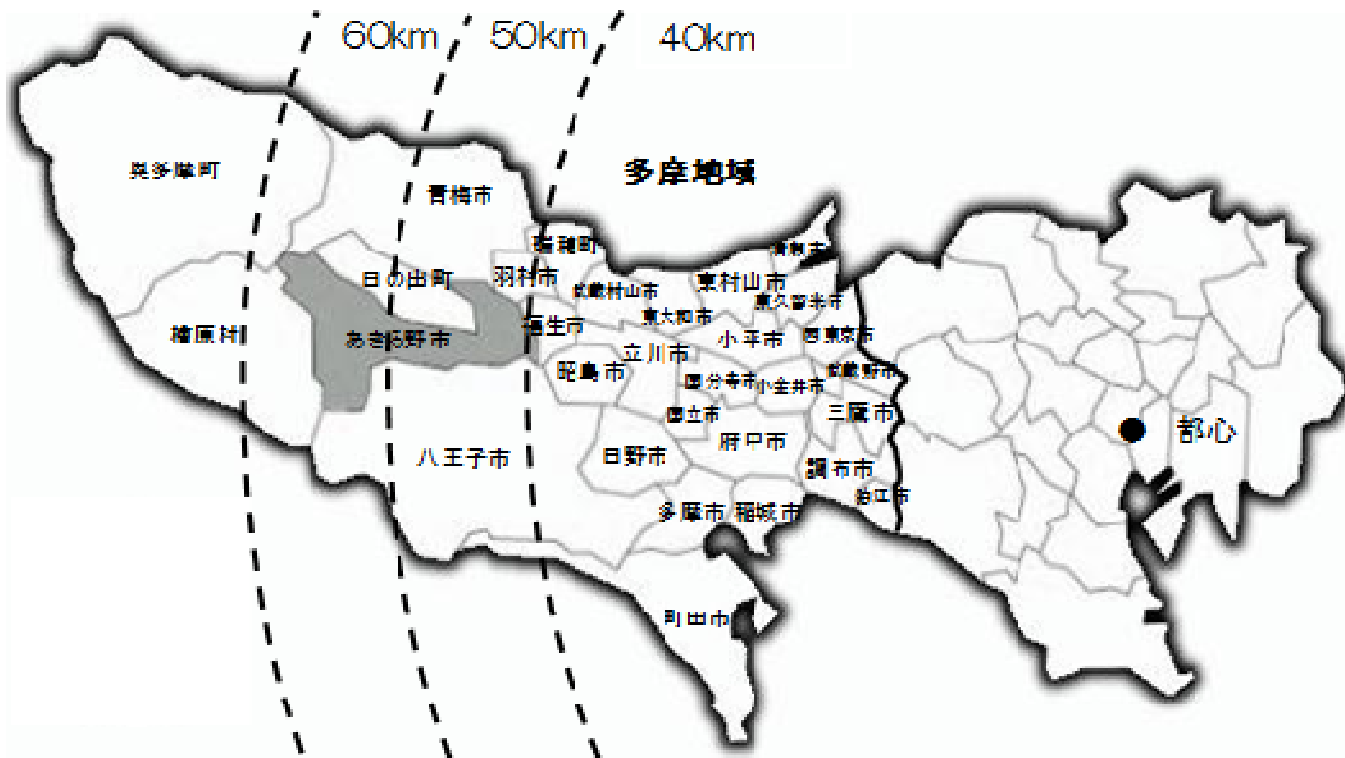 60km
50km
40km
多摩地域
奥多摩町
青梅市
瑞穂町
清瀬市
日の出町
羽村市
武蔵村山市
東村山市
東久留米市
東大和市
檜原村
あきる野市
福生市
立川市
小平市
西東京市
昭島市
国分寺市
小金井市
武蔵野市
国立市
三鷹市
都心
八王子市
日野市
府中市
調布市
狛江市
多摩市
稲城市
町田市